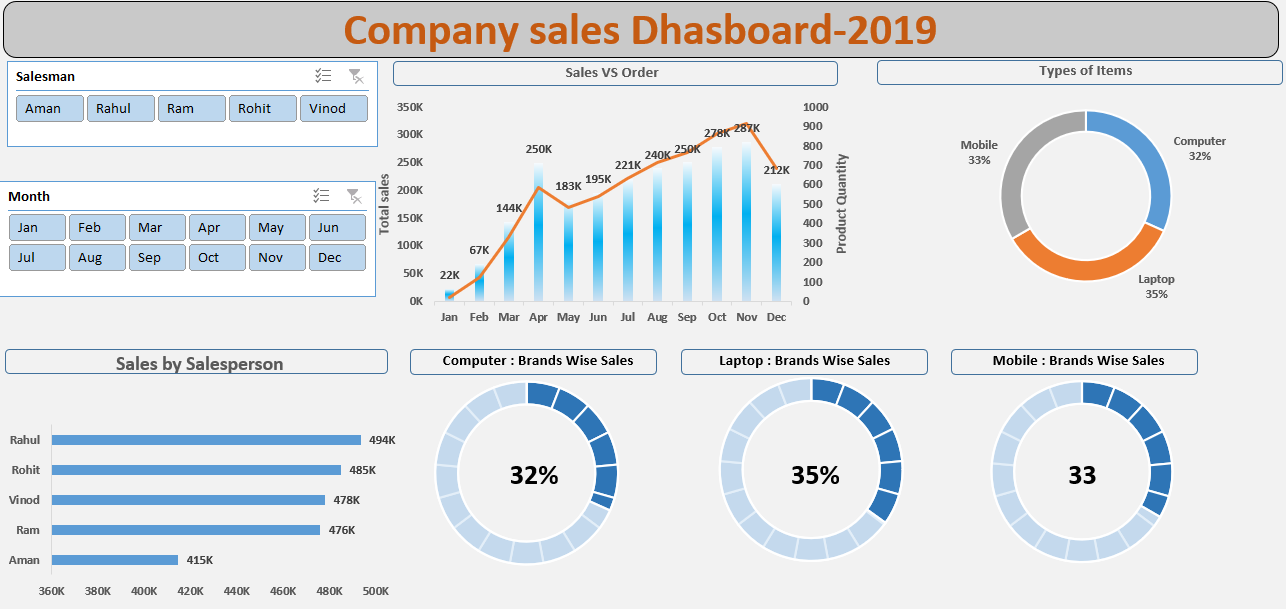 Company sales Dhasboard-2019
Salesman
Aman Rahul Ram Rohit Vinod
Month
Jan Feb Mar Apr May Jun
Jul Aug Sep Oct Nov Dec
Sales VS Order
Total sales
350K
300K
250K
200K
150K
100K
50K
0K
22K
67K
144K
250K
183K
195K
221K
240K
250K
278K
287K
212K
Jan Feb Mar Apr May Jun Jul Aug Sep Oct Nov Dec
1000
900
800
700
600
500
400
300
200
100
0
Product Quantity
Types of Items
Mobile
33%
Computer
32%
Laptop
35%
Sales by Salesperson
Rahul 494K
Rohit 485K
Vinod 478K
Ram 476K
Aman 415K
360K 380K 400K 420K 440K 460K 480K 500K
Computer : Brands Wise Sales
32%
Laptop : Brands Wise Sales
35%
Mobile : Brands Wise Sales
33